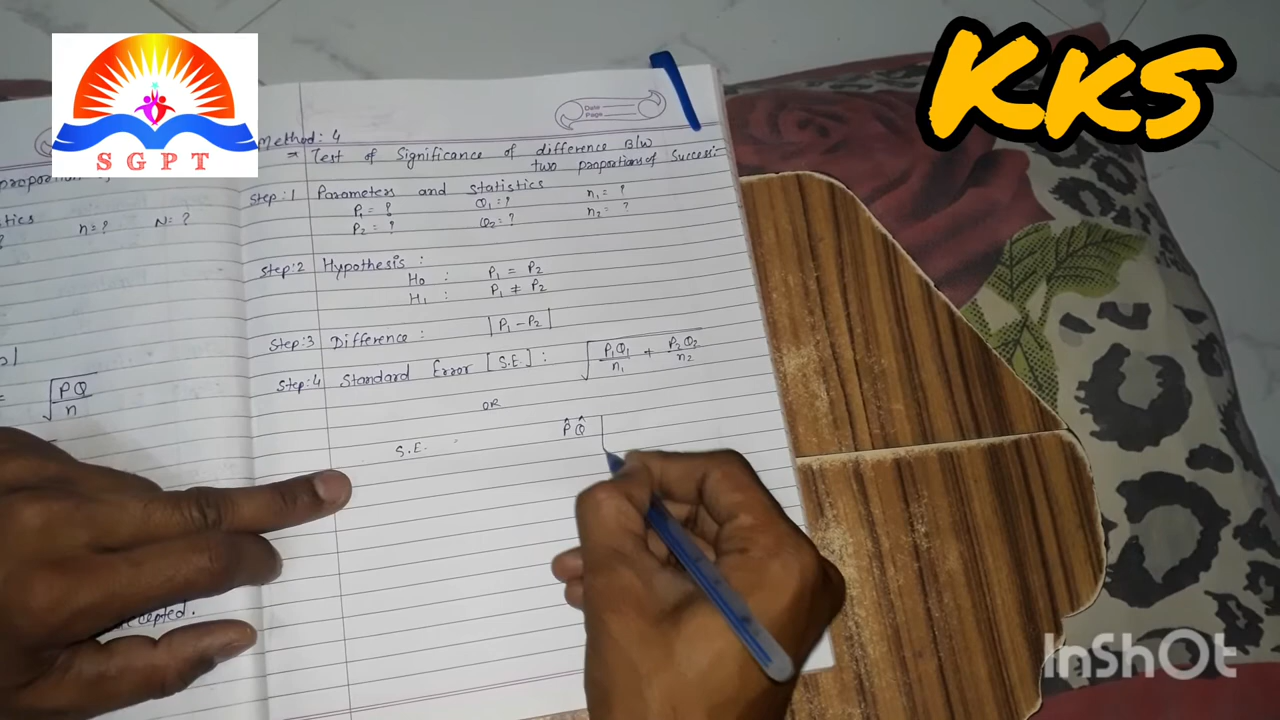 SGPT
KKS
Date
Page
Method: 4
⇒ Test of Significance of difference B/W
two proportions of Success:-
Step:1 Parameters and statistics
P₁ = ? Q₁ = ? n₁ = ?
P₂ = ? Q₂ = ? n₂ = ?
Step:2 Hypothesis :
H₀ : P₁ = P₂
H₁ : P₁ ≠ P₂
Step:3 Difference : |P₁ - P₂|
Step:4 Standard Error [S.E.] : √(P₁Q₁/n₁ + P₂Q₂/n₂)
OR
S.E. P̂ Q̂
n = ? N = ?
= √(PQ/n)
InShOt